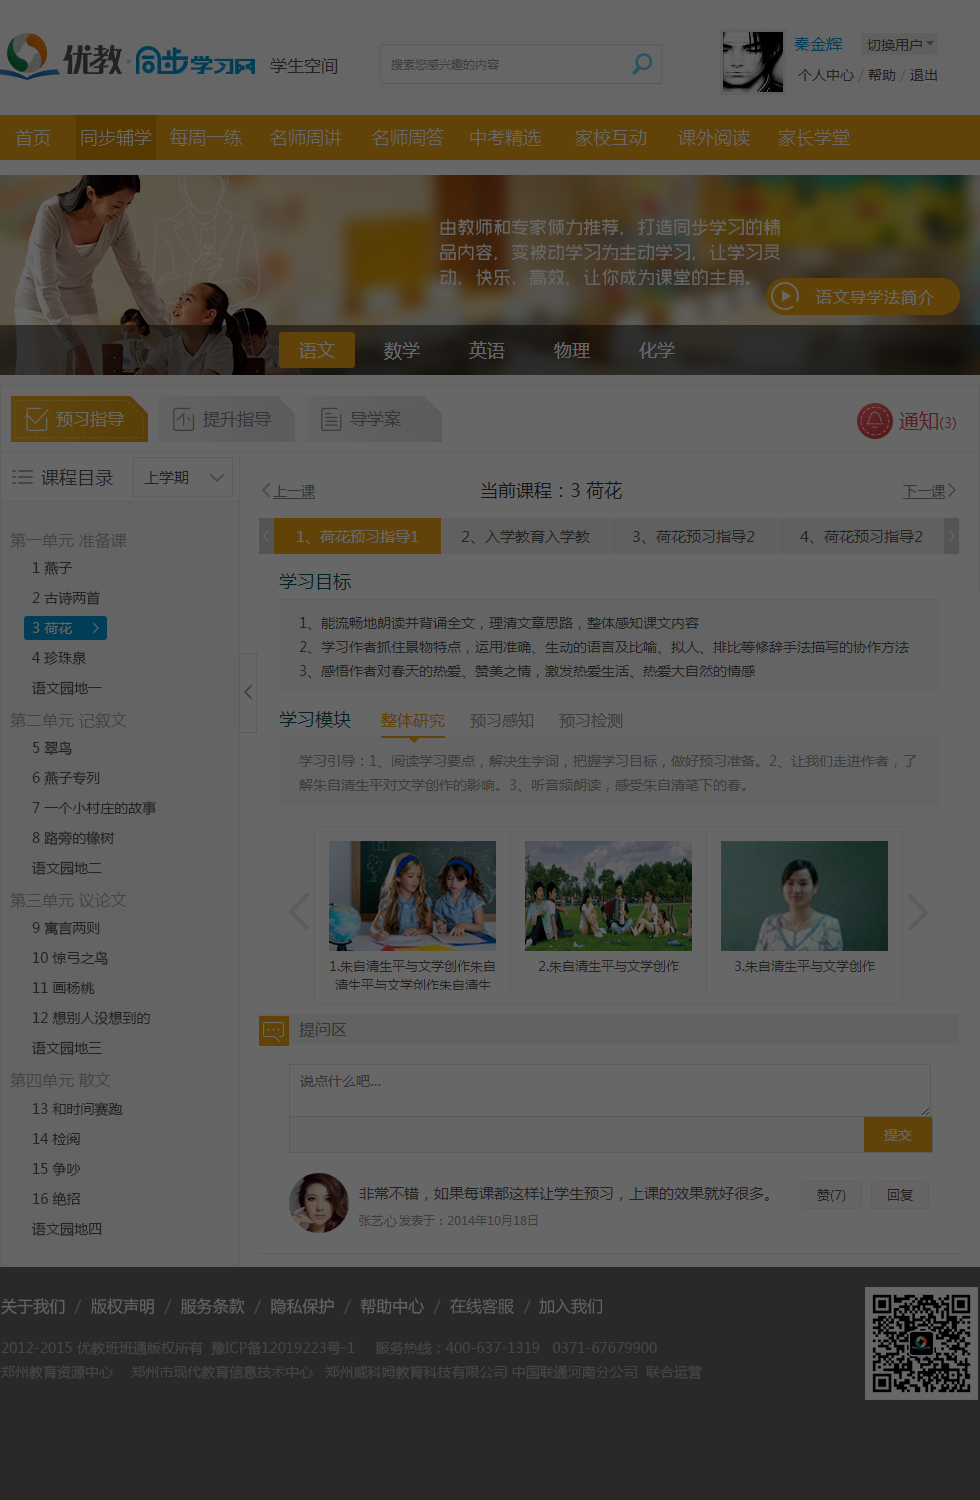 优教·同步学习网 学生空间
搜索您感兴趣的内容
秦金辉 切换用户
个人中心 / 帮助 / 退出
首页 同步辅学 每周一练 名师周讲 名师周答 中考精选 家校互动 课外阅读 家长学堂
由教师和专家倾力推荐，打造同步学习的精
品内容，变被动学习为主动学习，让学习灵
动、快乐、高效，让你成为课堂的主角。
语文导学法简介
语文 数学 英语 物理 化学
预习指导 提升指导 导学案 通知(3)
课程目录 上学期
第一单元 准备课
1 燕子
2 古诗两首
3 荷花
4 珍珠泉
语文园地一
第二单元 记叙文
5 翠鸟
6 燕子专列
7 一个小村庄的故事
8 路旁的橡树
语文园地二
第三单元 议论文
9 寓言两则
10 惊弓之鸟
11 画杨桃
12 想别人没想到的
语文园地三
第四单元 散文
13 和时间赛跑
14 检阅
15 争吵
16 绝招
语文园地四
上一课 当前课程：3 荷花 下一课
1、荷花预习指导1 2、入学教育入学教 3、荷花预习指导2 4、荷花预习指导2
学习目标
1、能流畅地朗读并背诵全文，理清文章思路，整体感知课文内容
2、学习作者抓住景物特点，运用准确、生动的语言及比喻、拟人、排比等修辞手法描写的协作方法
3、感悟作者对春天的热爱、赞美之情，激发热爱生活、热爱大自然的情感
学习模块 整体研究 预习感知 预习检测
学习引导：1、阅读学习要点，解决生字词，把握学习目标，做好预习准备。2、让我们走进作者，了
解朱自清生平对文学创作的影响。3、听音频朗读，感受朱自清笔下的春。
1.朱自清生平与文学创作朱自
清生平与文学创作朱自清生
2.朱自清生平与文学创作
3.朱自清生平与文学创作
提问区
说点什么吧...
提交
非常不错，如果每课都这样让学生预习，上课的效果就好很多。 赞(7) 回复
张艺心 发表于：2014年10月18日
关于我们 / 版权声明 / 服务条款 / 隐私保护 / 帮助中心 / 在线客服 / 加入我们
2012-2015 优教班班通版权所有 豫ICP备12019223号-1 服务热线：400-637-1319 0371-67679900
郑州教育资源中心 郑州市现代教育信息技术中心 郑州威科姆教育科技有限公司 中国联通河南分公司 联合运营